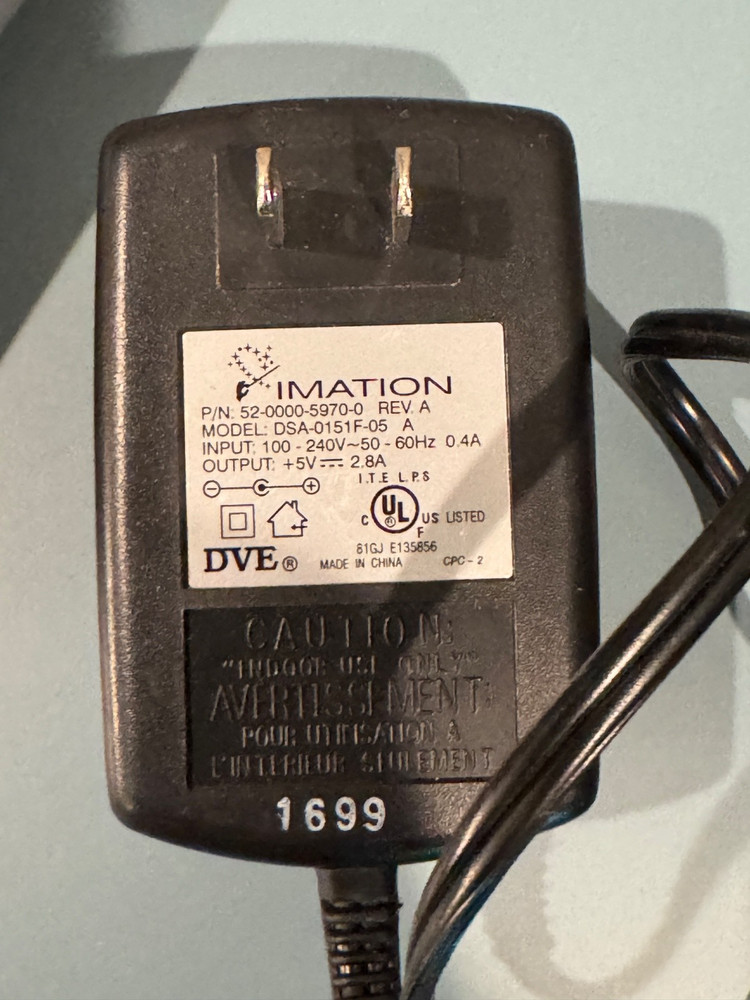 IMATION
P/N: 52-0000-5970-0 REV. A
MODEL: DSA-0151F-05 A
INPUT: 100 - 240V~50 - 60Hz 0.4A
OUTPUT: +5V⎓ 2.8A
I.T.E L.P.S
C UL ® US LISTED
F
81GJ E135856
DVE® MADE IN CHINA CPC-2
CAUTION:
"INDOOR USE ONLY"
AVERTISSEMENT:
POUR UTILISATION A
L'INTERIEUR SEULEMENT
1699